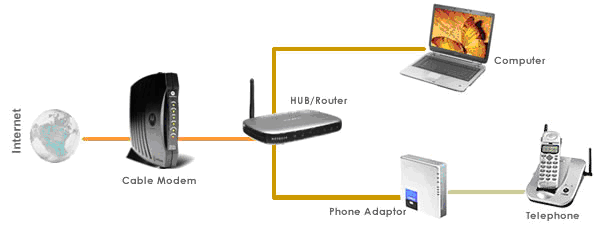 Internet
Cable Modem
HUB/Router
Computer
Phone Adaptor
Telephone